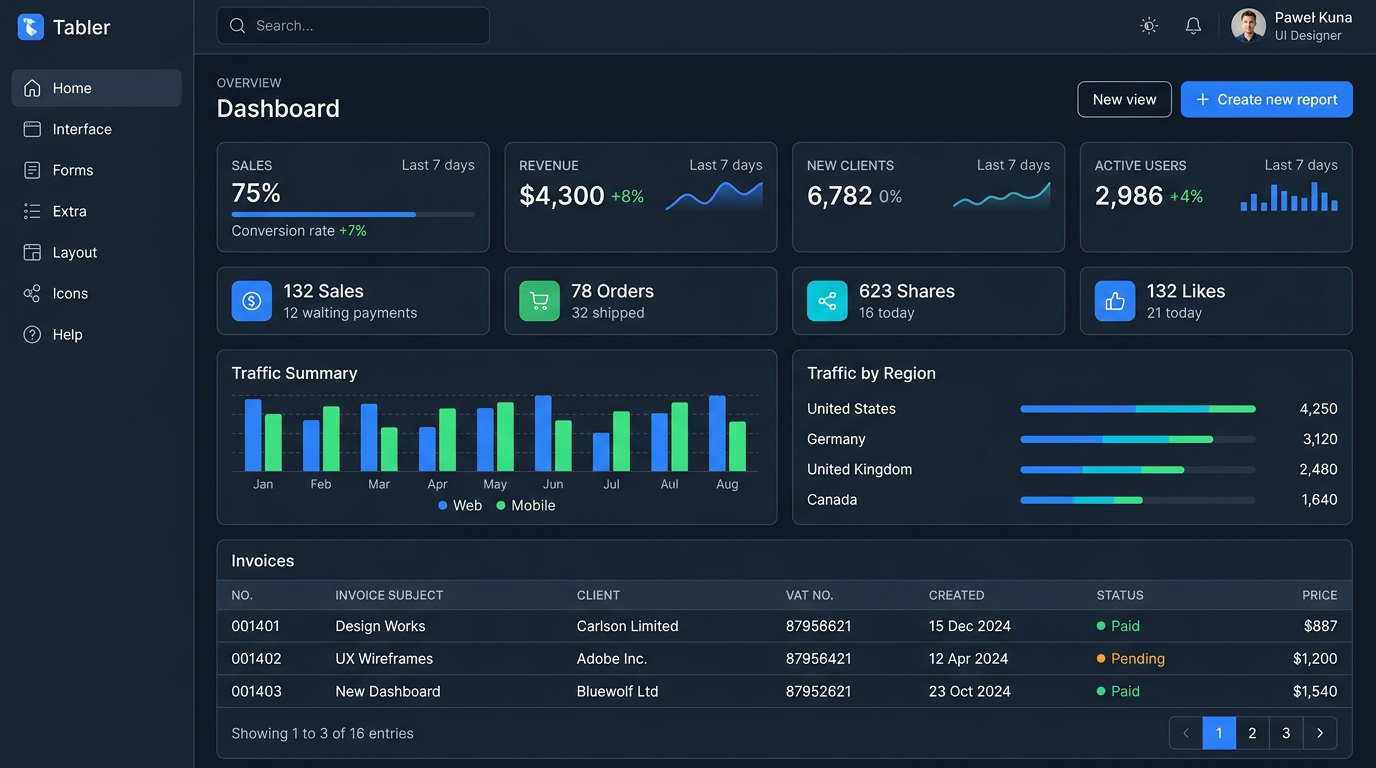 Tabler
Search...
Paweł Kuna
UI Designer
Home
Interface
Forms
Extra
Layout
Icons
Help
OVERVIEW
Dashboard
New view
+ Create new report
SALES Last 7 days
75%
Conversion rate +7%
REVENUE Last 7 days
$4,300 +8%
NEW CLIENTS Last 7 days
6,782 0%
ACTIVE USERS Last 7 days
2,986 +4%
132 Sales
12 waiting payments
78 Orders
32 shipped
623 Shares
16 today
132 Likes
21 today
Traffic Summary
Jan Feb Mar Apr May Jun Jul Aul Aug
Web Mobile
Traffic by Region
United States 4,250
Germany 3,120
United Kingdom 2,480
Canada 1,640
Invoices
NO. INVOICE SUBJECT CLIENT VAT NO. CREATED STATUS PRICE
001401 Design Works Carlson Limited 87956621 15 Dec 2024 Paid $887
001402 UX Wireframes Adobe Inc. 87956421 12 Apr 2024 Pending $1,200
001403 New Dashboard Bluewolf Ltd 87952621 23 Oct 2024 Paid $1,540
Showing 1 to 3 of 16 entries
1 2 3